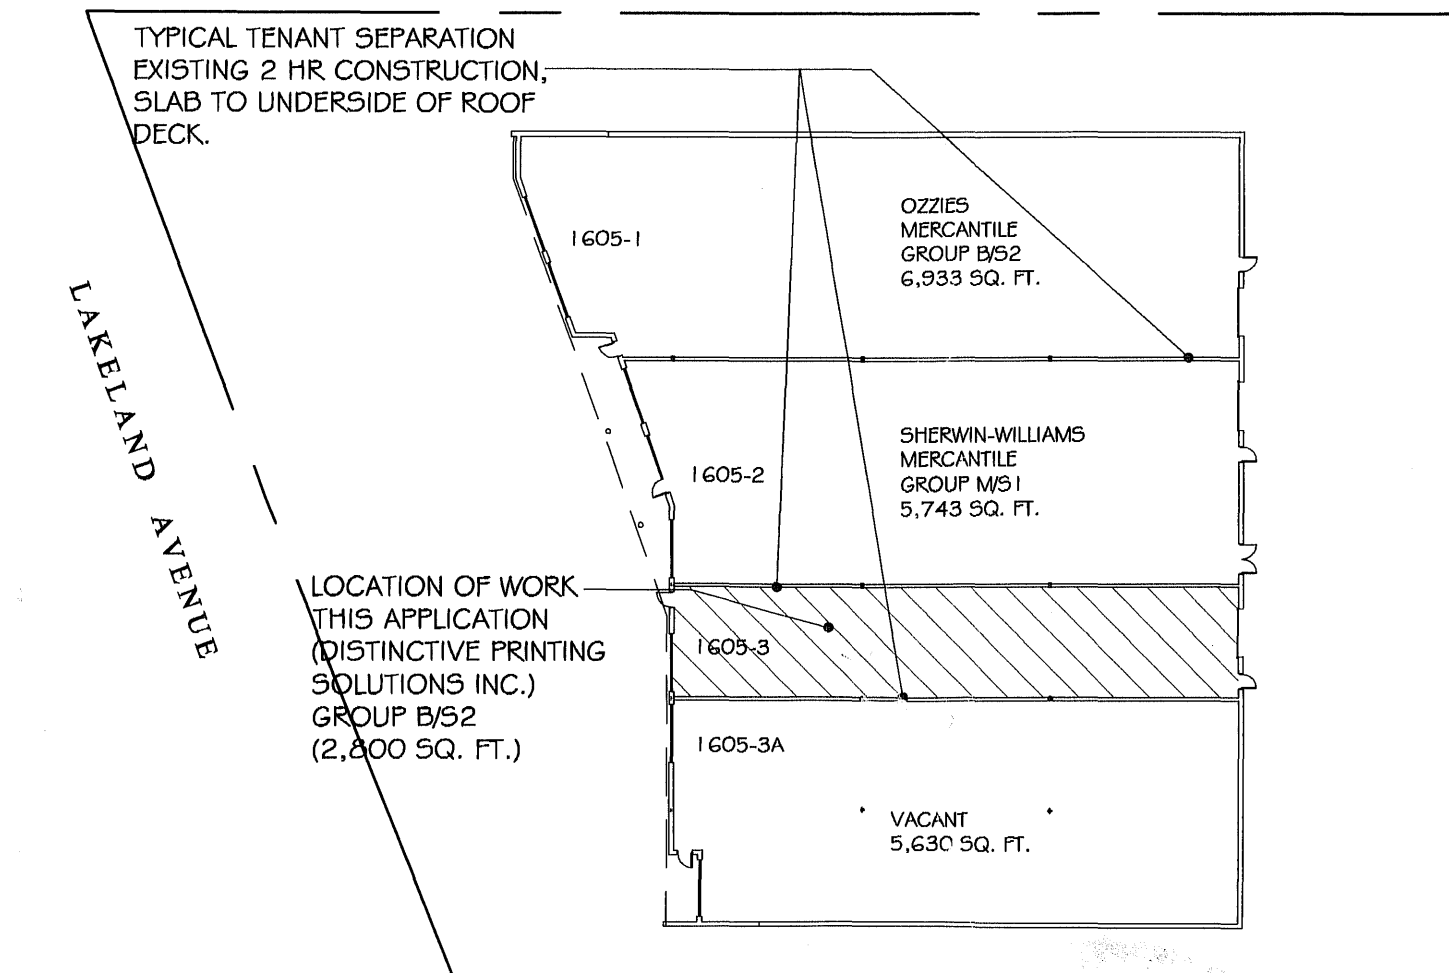 TYPICAL TENANT SEPARATION
EXISTING 2 HR CONSTRUCTION,
SLAB TO UNDERSIDE OF ROOF
DECK.
OZZIES
MERCANTILE
GROUP B/S2
6,933 SQ. FT.
1605-1
LAKELAND AVENUE
SHERWIN-WILLIAMS
MERCANTILE
GROUP M/S1
5,743 SQ. FT.
1605-2
LOCATION OF WORK
THIS APPLICATION
(DISTINCTIVE PRINTING
SOLUTIONS INC.)
GROUP B/S2
(2,800 SQ. FT.)
1605-3
1605-3A
VACANT
5,630 SQ. FT.